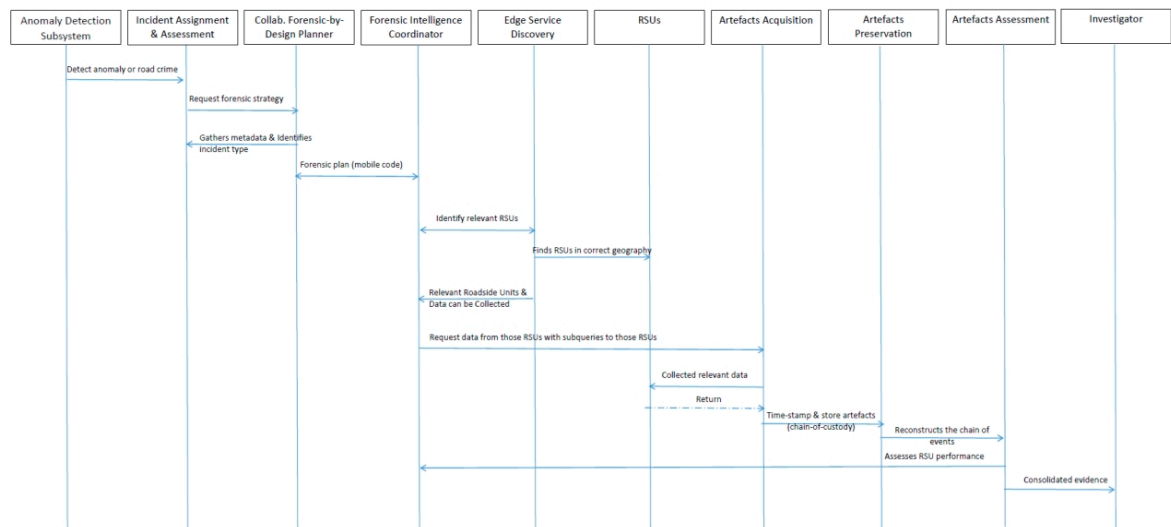 Anomaly Detection
Subsystem
Incident Assignment
& Assessment
Collab. Forensic-by-
Design Planner
Forensic Intelligence
Coordinator
Edge Service
Discovery
RSUs
Artefacts Acquisition
Artefacts
Preservation
Artefacts Assessment
Investigator
Detect anomaly or road crime
Request forensic strategy
Gathers metadata & Identifies
incident type
Forensic plan (mobile code)
Identify relevant RSUs
Finds RSUs in correct geography
Relevant Roadside Units &
Data can be Collected
Request data from those RSUs with subqueries to those RSUs
Collected relevant data
Return
Time-stamp & store artefacts
(chain-of-custody)
Reconstructs the chain of
events
Assesses RSU performance
Consolidated evidence